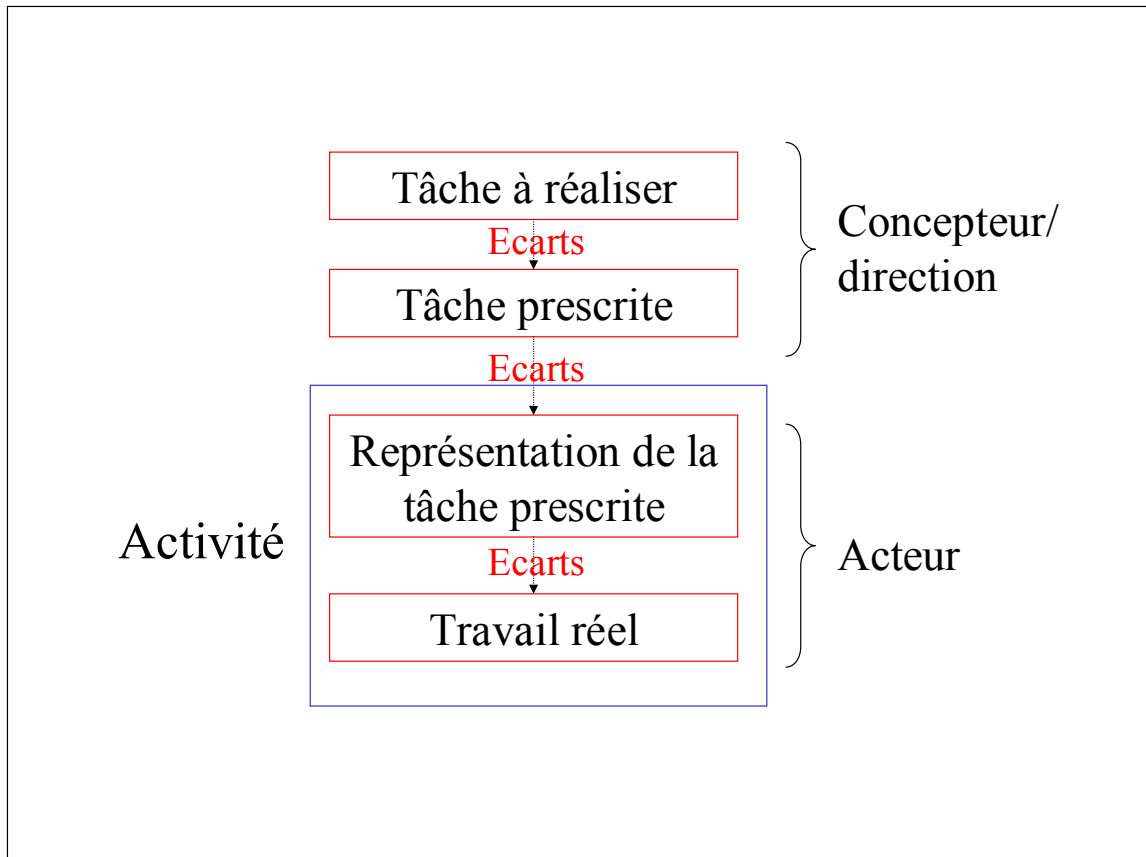 Tâche à réaliser
Ecarts
Concepteur/
direction
Tâche prescrite
Ecarts
Représentation de la
tâche prescrite
Activité
Ecarts
Acteur
Travail réel